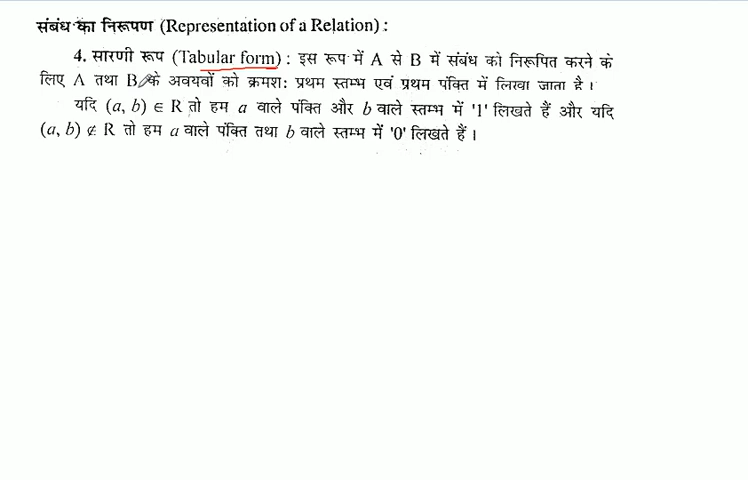 संबंध का निरूपण (Representation of a Relation) :
4. सारणी रूप (Tabular form) : इस रूप में A से B में संबंध को निरूपित करने के
लिए A तथा B के अवयवों को क्रमश: प्रथम स्तम्भ एवं प्रथम पंक्ति में लिखा जाता है ।
यदि (a, b) ∈ R तो हम a वाले पंक्ति और b वाले स्तम्भ में '1' लिखते हैं और यदि
(a, b) ∉ R तो हम a वाले पंक्ति तथा b वाले स्तम्भ में '0' लिखते हैं ।